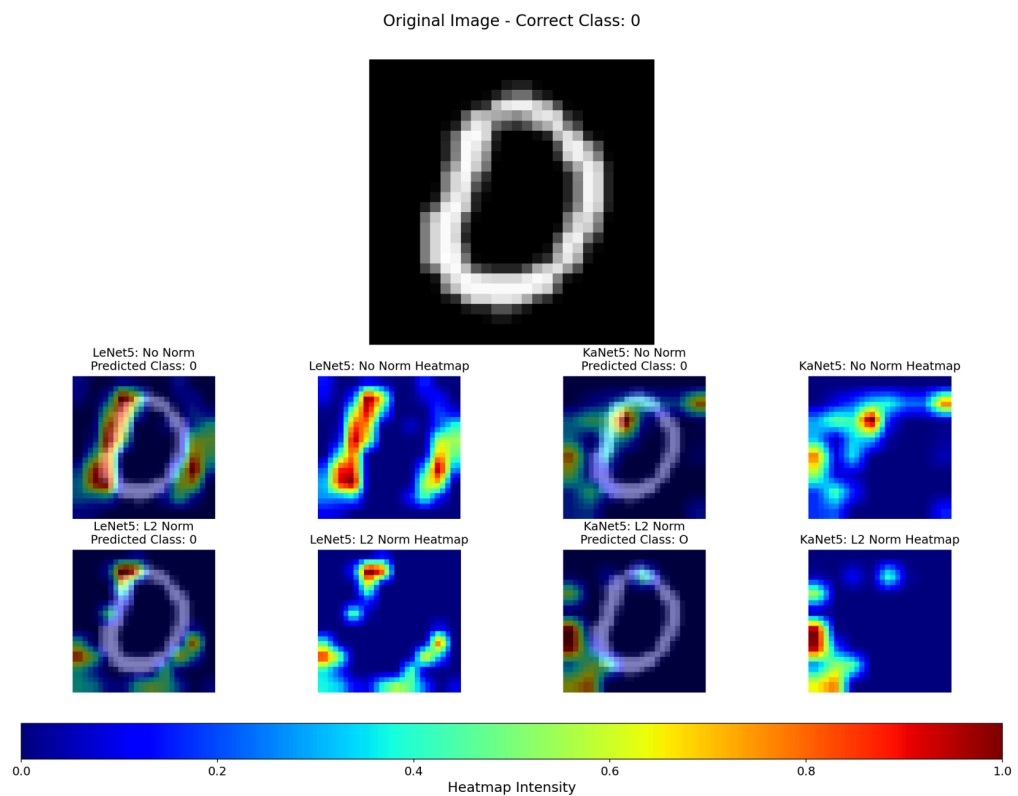 Original Image - Correct Class: 0
LeNet5: No Norm
Predicted Class: 0
LeNet5: No Norm Heatmap
KaNet5: No Norm
Predicted Class: 0
KaNet5: No Norm Heatmap
LeNet5: L2 Norm
Predicted Class: 0
LeNet5: L2 Norm Heatmap
KaNet5: L2 Norm
Predicted Class: O
KaNet5: L2 Norm Heatmap
0.0 0.2 0.4 0.6 0.8 1.0
Heatmap Intensity